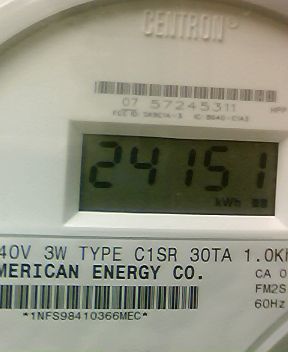 CENTRON®
07 57245311
24151
kWh
40V 3W TYPE C1SR 30TA 1.0K
MERICAN ENERGY CO.
CA 0
FM2S
60Hz
*1NFS98410366MEC*